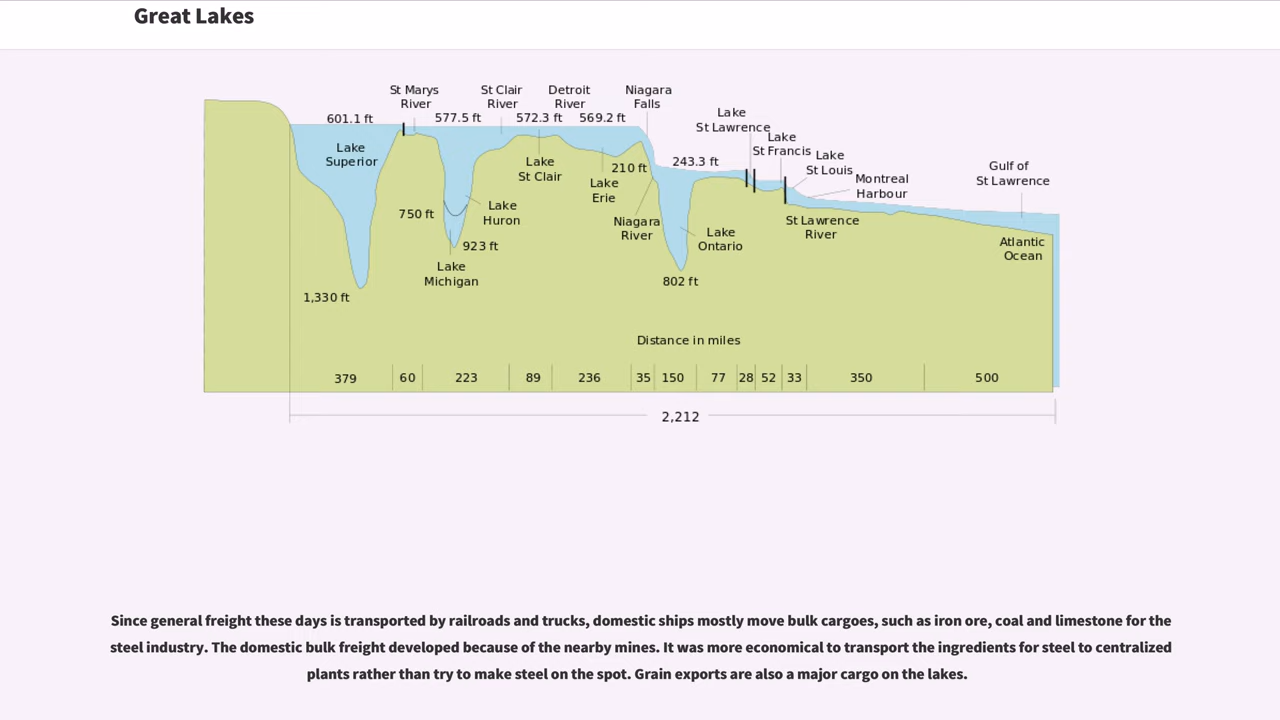 Great Lakes
St Marys
River
St Clair
River
Detroit
River
Niagara
Falls
601.1 ft
577.5 ft
572.3 ft
569.2 ft
Lake
St Lawrence
Lake
St Francis
Lake
St Louis
Montreal
Harbour
Gulf of
St Lawrence
Lake
Superior
Lake
St Clair
210 ft
243.3 ft
Lake
Erie
750 ft
Lake
Huron
923 ft
Lake
Michigan
Niagara
River
Lake
Ontario
St Lawrence
River
Atlantic
Ocean
1,330 ft
802 ft
Distance in miles
379 60 223 89 236 35 150 77 28 52 33 350 500
2,212
Since general freight these days is transported by railroads and trucks, domestic ships mostly move bulk cargoes, such as iron ore, coal and limestone for the
steel industry. The domestic bulk freight developed because of the nearby mines. It was more economical to transport the ingredients for steel to centralized
plants rather than try to make steel on the spot. Grain exports are also a major cargo on the lakes.